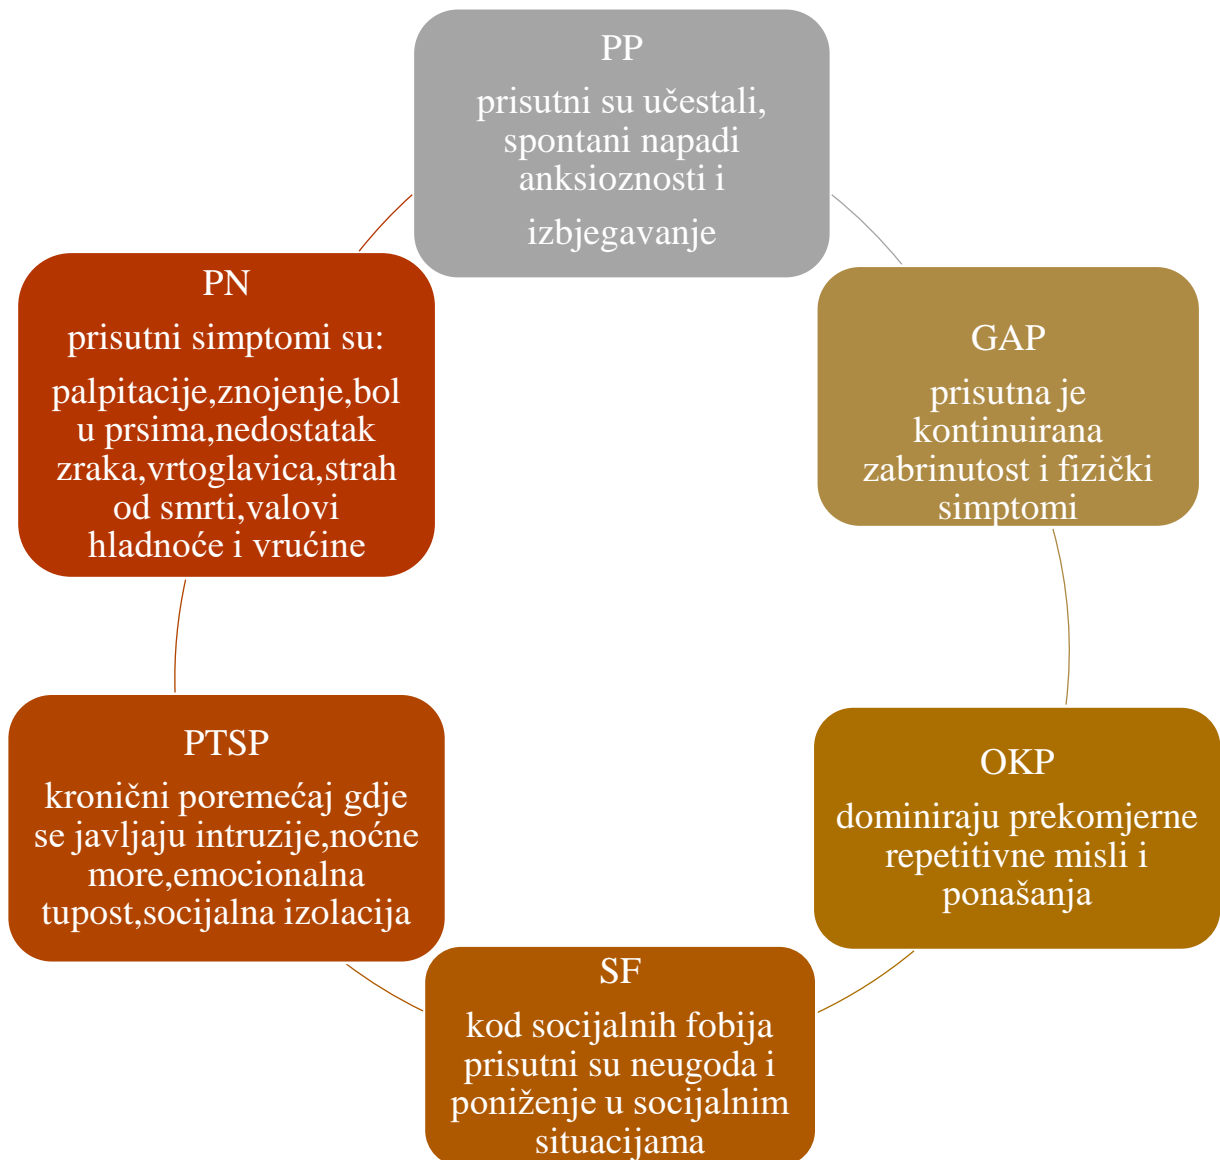 PP
prisutni su učestali,
spontani napadi
anksioznosti i
izbjegavanje
GAP
prisutna je
kontinuirana
zabrinutost i fizički
simptomi
OKP
dominiraju prekomjerne
repetitivne misli i
ponašanja
SF
kod socijalnih fobija
prisutni su neugoda i
poniženje u socijalnim
situacijama
PTSP
kronični poremećaj gdje
se javljaju intruzije,noćne
more,emocionalna
tupost,socijalna izolacija
PN
prisutni simptomi su:
palpitacije,znojenje,bol
u prsima,nedostatak
zraka,vrtoglavica,strah
od smrti,valovi
hladnoće i vrućine